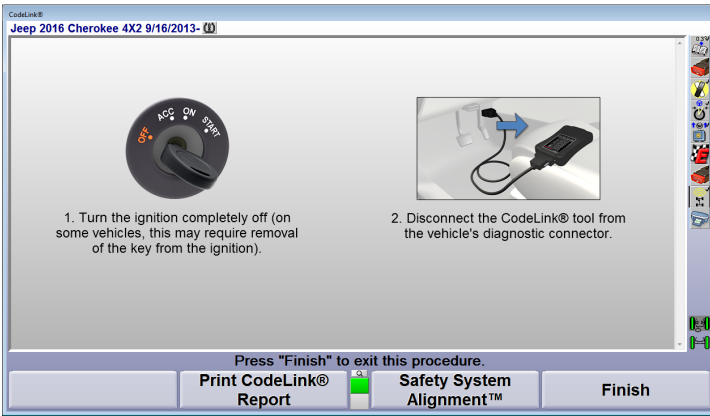 CodeLink®
Jeep 2016 Cherokee 4X2 9/16/2013-
OFF
ACC
ON
START
1. Turn the ignition completely off (on
some vehicles, this may require removal
of the key from the ignition).
2. Disconnect the CodeLink® tool from
the vehicle's diagnostic connector.
Press "Finish" to exit this procedure.
Print CodeLink®
Report
Safety System
Alignment™
Finish